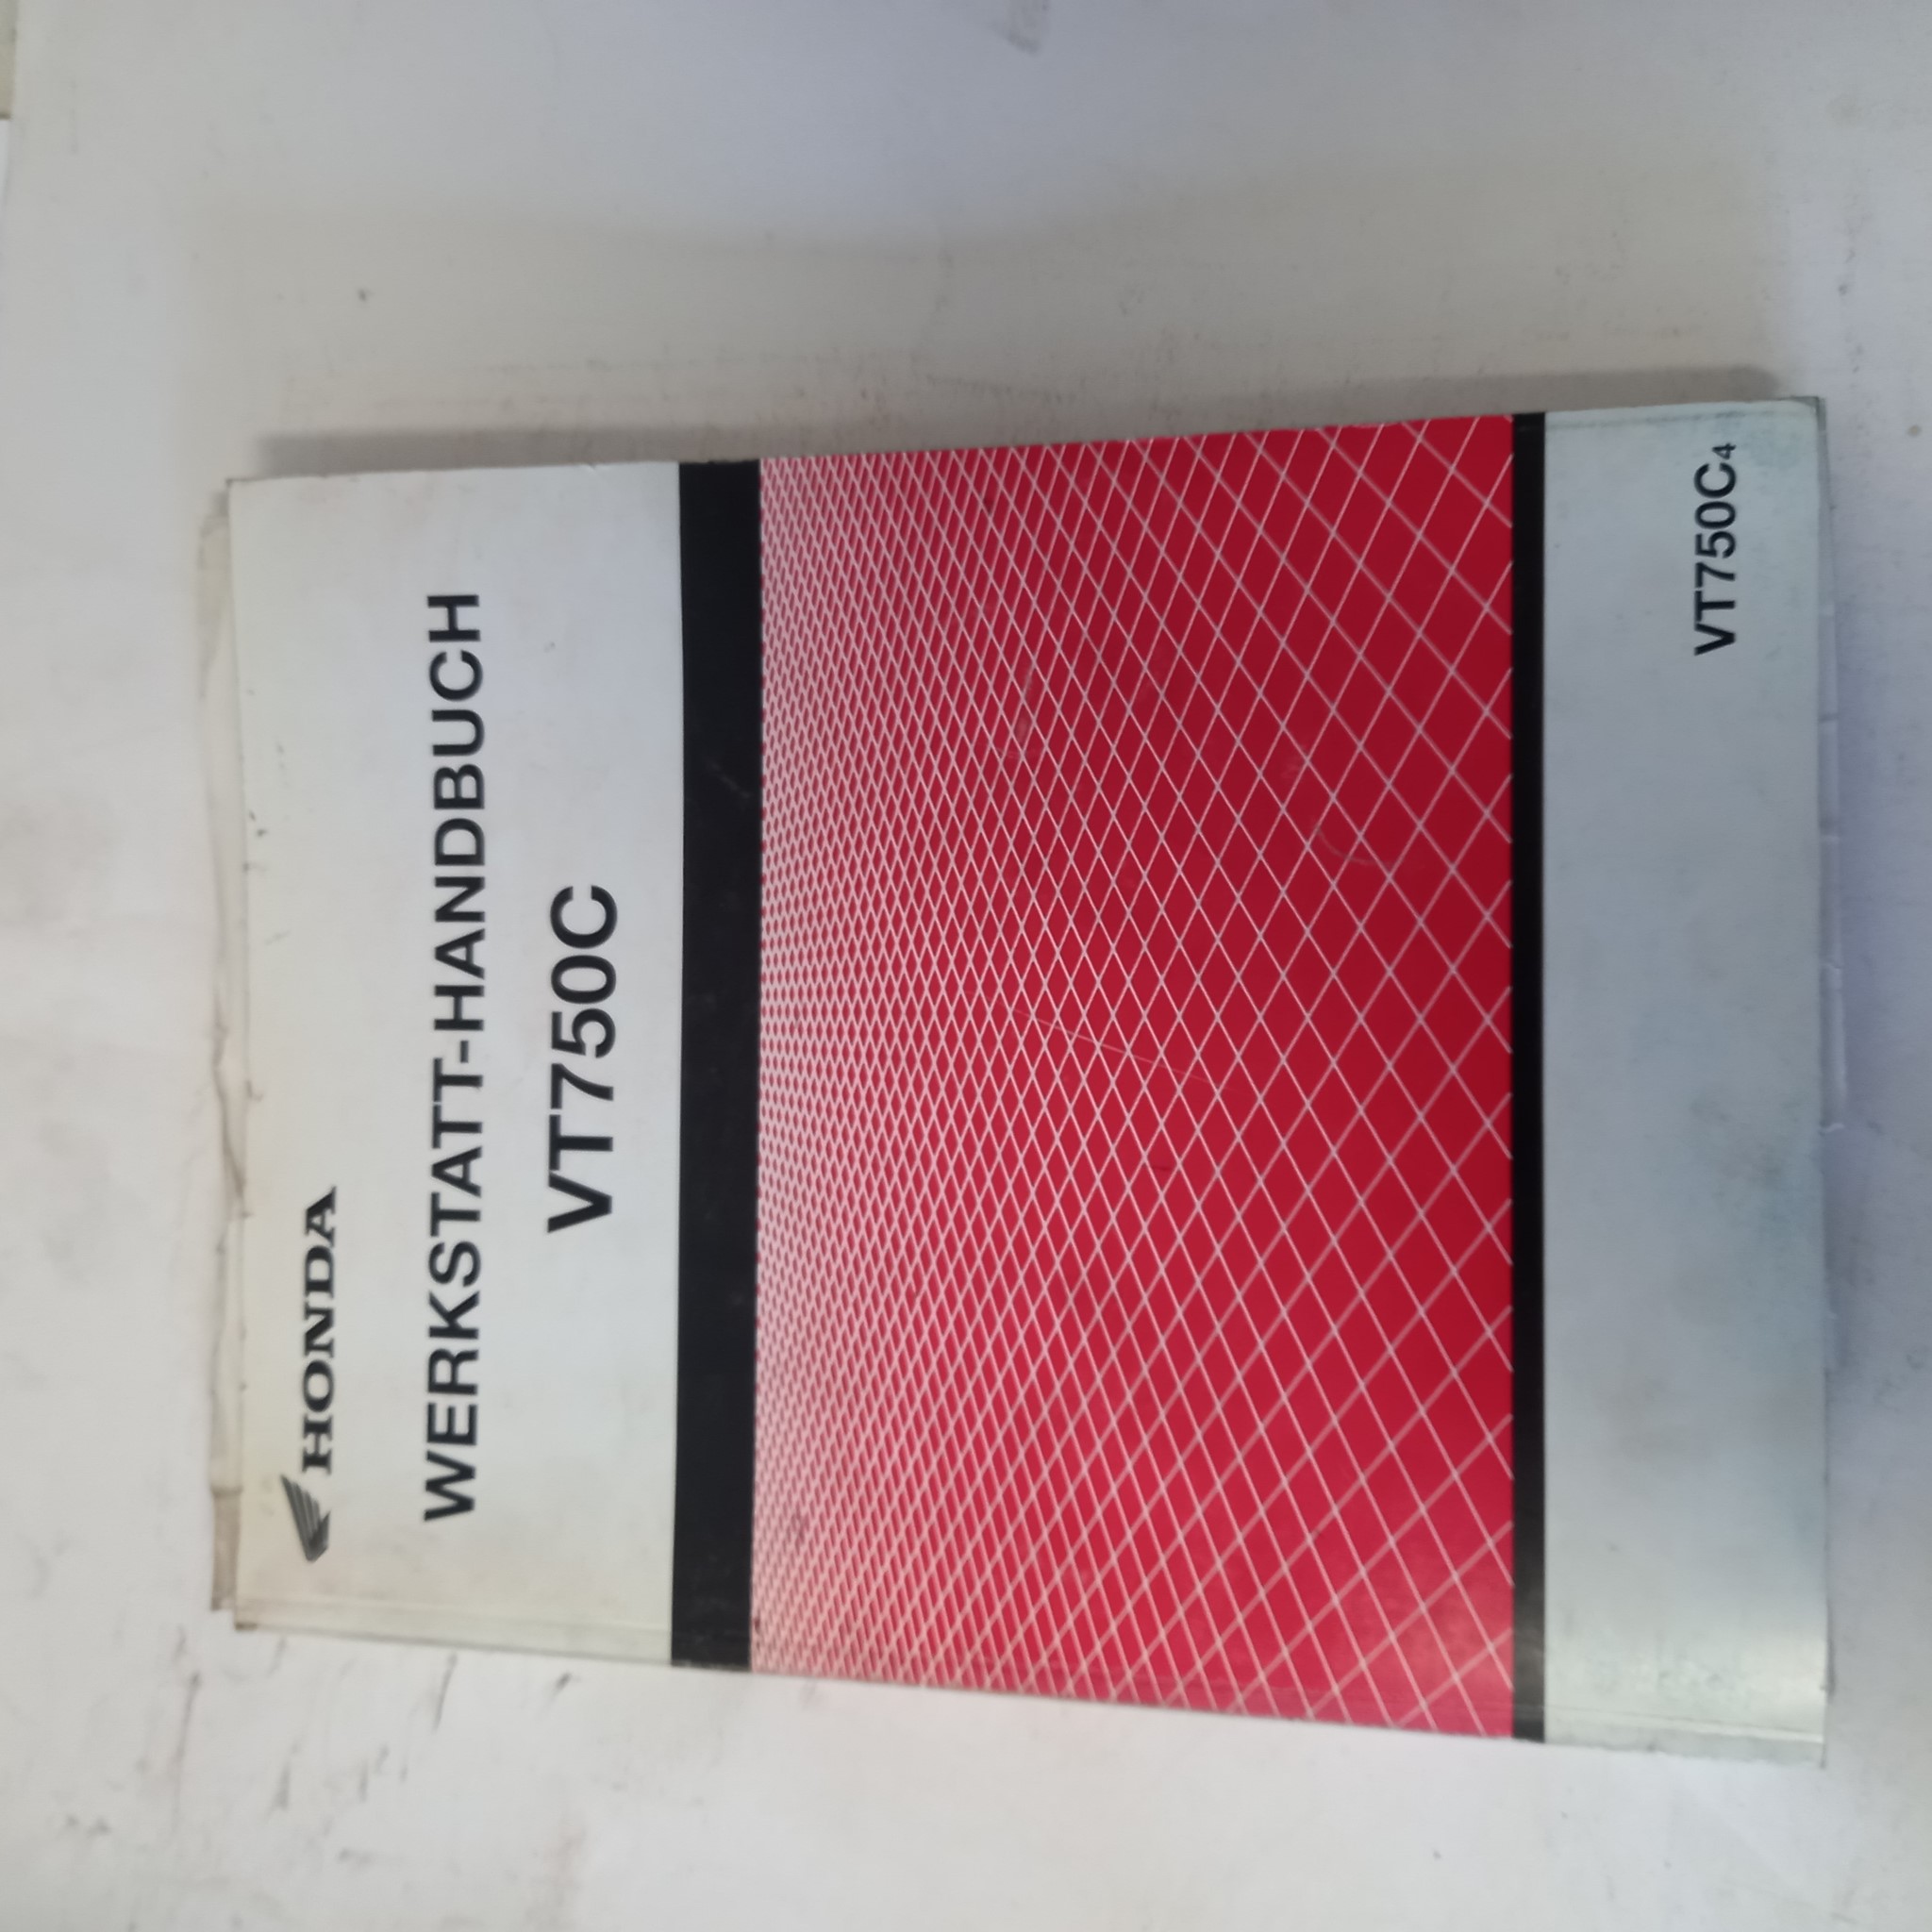 HONDA
WERKSTATT-HANDBUCH
VT750C
VT750C4